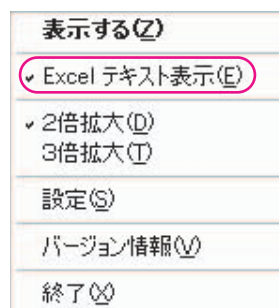 表示する(Z)
✓ Excel テキスト表示(E)
✓ 2倍拡大(D)
3倍拡大(T)
設定(S)
バージョン情報(V)
終了(X)